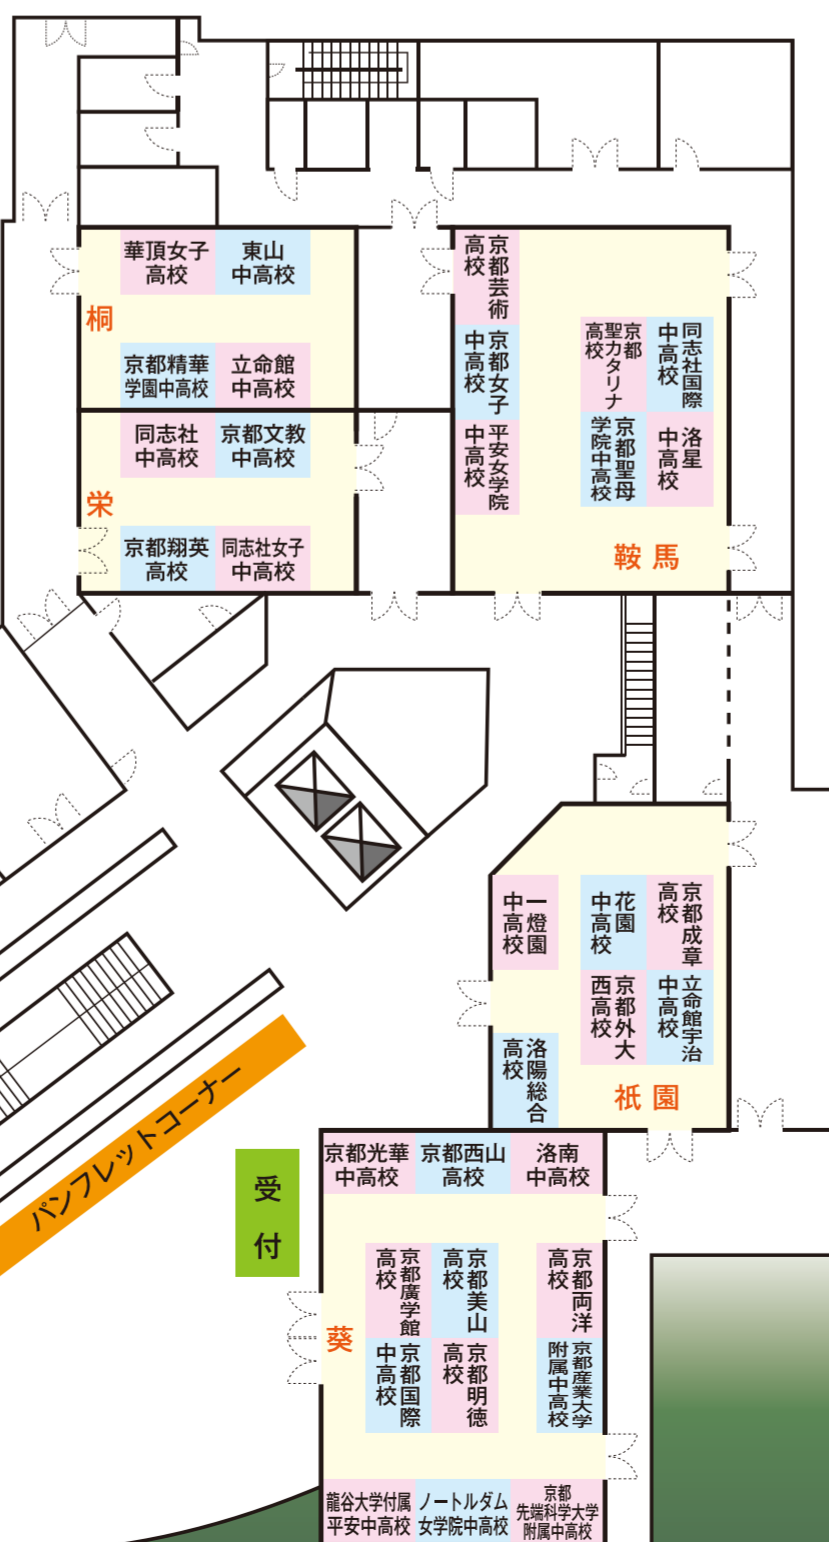 華頂女子
高校
東山
中高校
桐
京都精華
学園中高校
立命館
中高校
同志社
中高校
京都文教
中高校
栄
京都翔英
高校
同志社女子
中高校
京都芸術
高校
京都女子
中高校
平安女学院
中高校
京都
聖カタリナ
高校
同志社国際
中高校
京都聖母
学院中高校
洛星
中高校
鞍馬
一燈園
中高校
花園
中高校
京都成章
高校
京都外大
西高校
立命館宇治
中高校
洛陽総合
高校
祇園
パンフレットコーナー
受付
京都光華
中高校
京都西山
高校
洛南
中高校
京都廣学館
高校
京都美山
高校
京都両洋
高校
葵
京都国際
中高校
京都明徳
高校
京都産業大学
附属中高校
龍谷大学付属
平安中高校
ノートルダム
女学院中高校
京都
先端科学大学
附属中高校